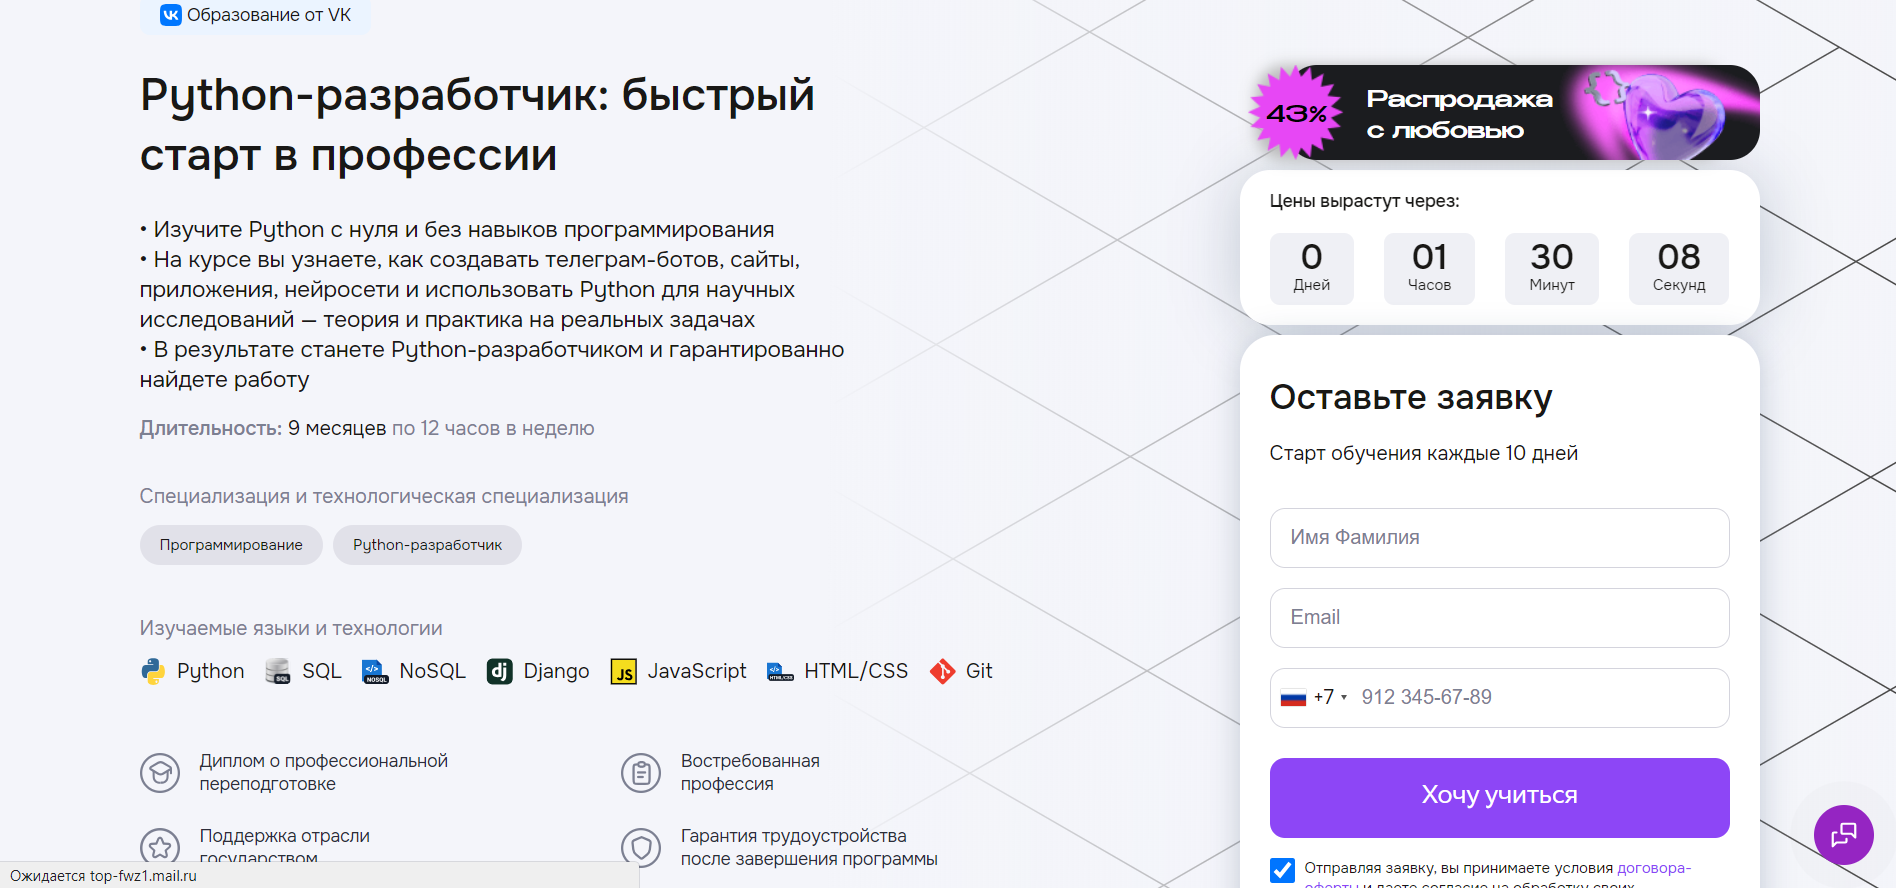 Образование от VK
Python-разработчик: быстрый
старт в профессии
• Изучите Python с нуля и без навыков программирования
• На курсе вы узнаете, как создавать телеграм-ботов, сайты,
приложения, нейросети и использовать Python для научных
исследований — теория и практика на реальных задачах
• В результате станете Python-разработчиком и гарантированно
найдете работу
Длительность: 9 месяцев по 12 часов в неделю
Специализация и технологическая специализация
Программирование
Python-разработчик
Изучаемые языки и технологии
Python
SQL
SQL
NOSQL
NoSQL
dj
Django
JS
JavaScript
HTML/CSS
HTML/CSS
Git
Диплом о профессиональной
переподготовке
Востребованная
профессия
Поддержка отрасли
государством
Гарантия трудоустройства
после завершения программы
Ожидается top-fwz1.mail.ru
43%
Распродажа
с любовью
Цены вырастут через:
0
Дней
01
Часов
30
Минут
08
Секунд
Оставьте заявку
Старт обучения каждые 10 дней
Имя Фамилия
Email
+7 912 345-67-89
Хочу учиться
Отправляя заявку, вы принимаете условия договора-
оферты и даете согласие на обработку своих